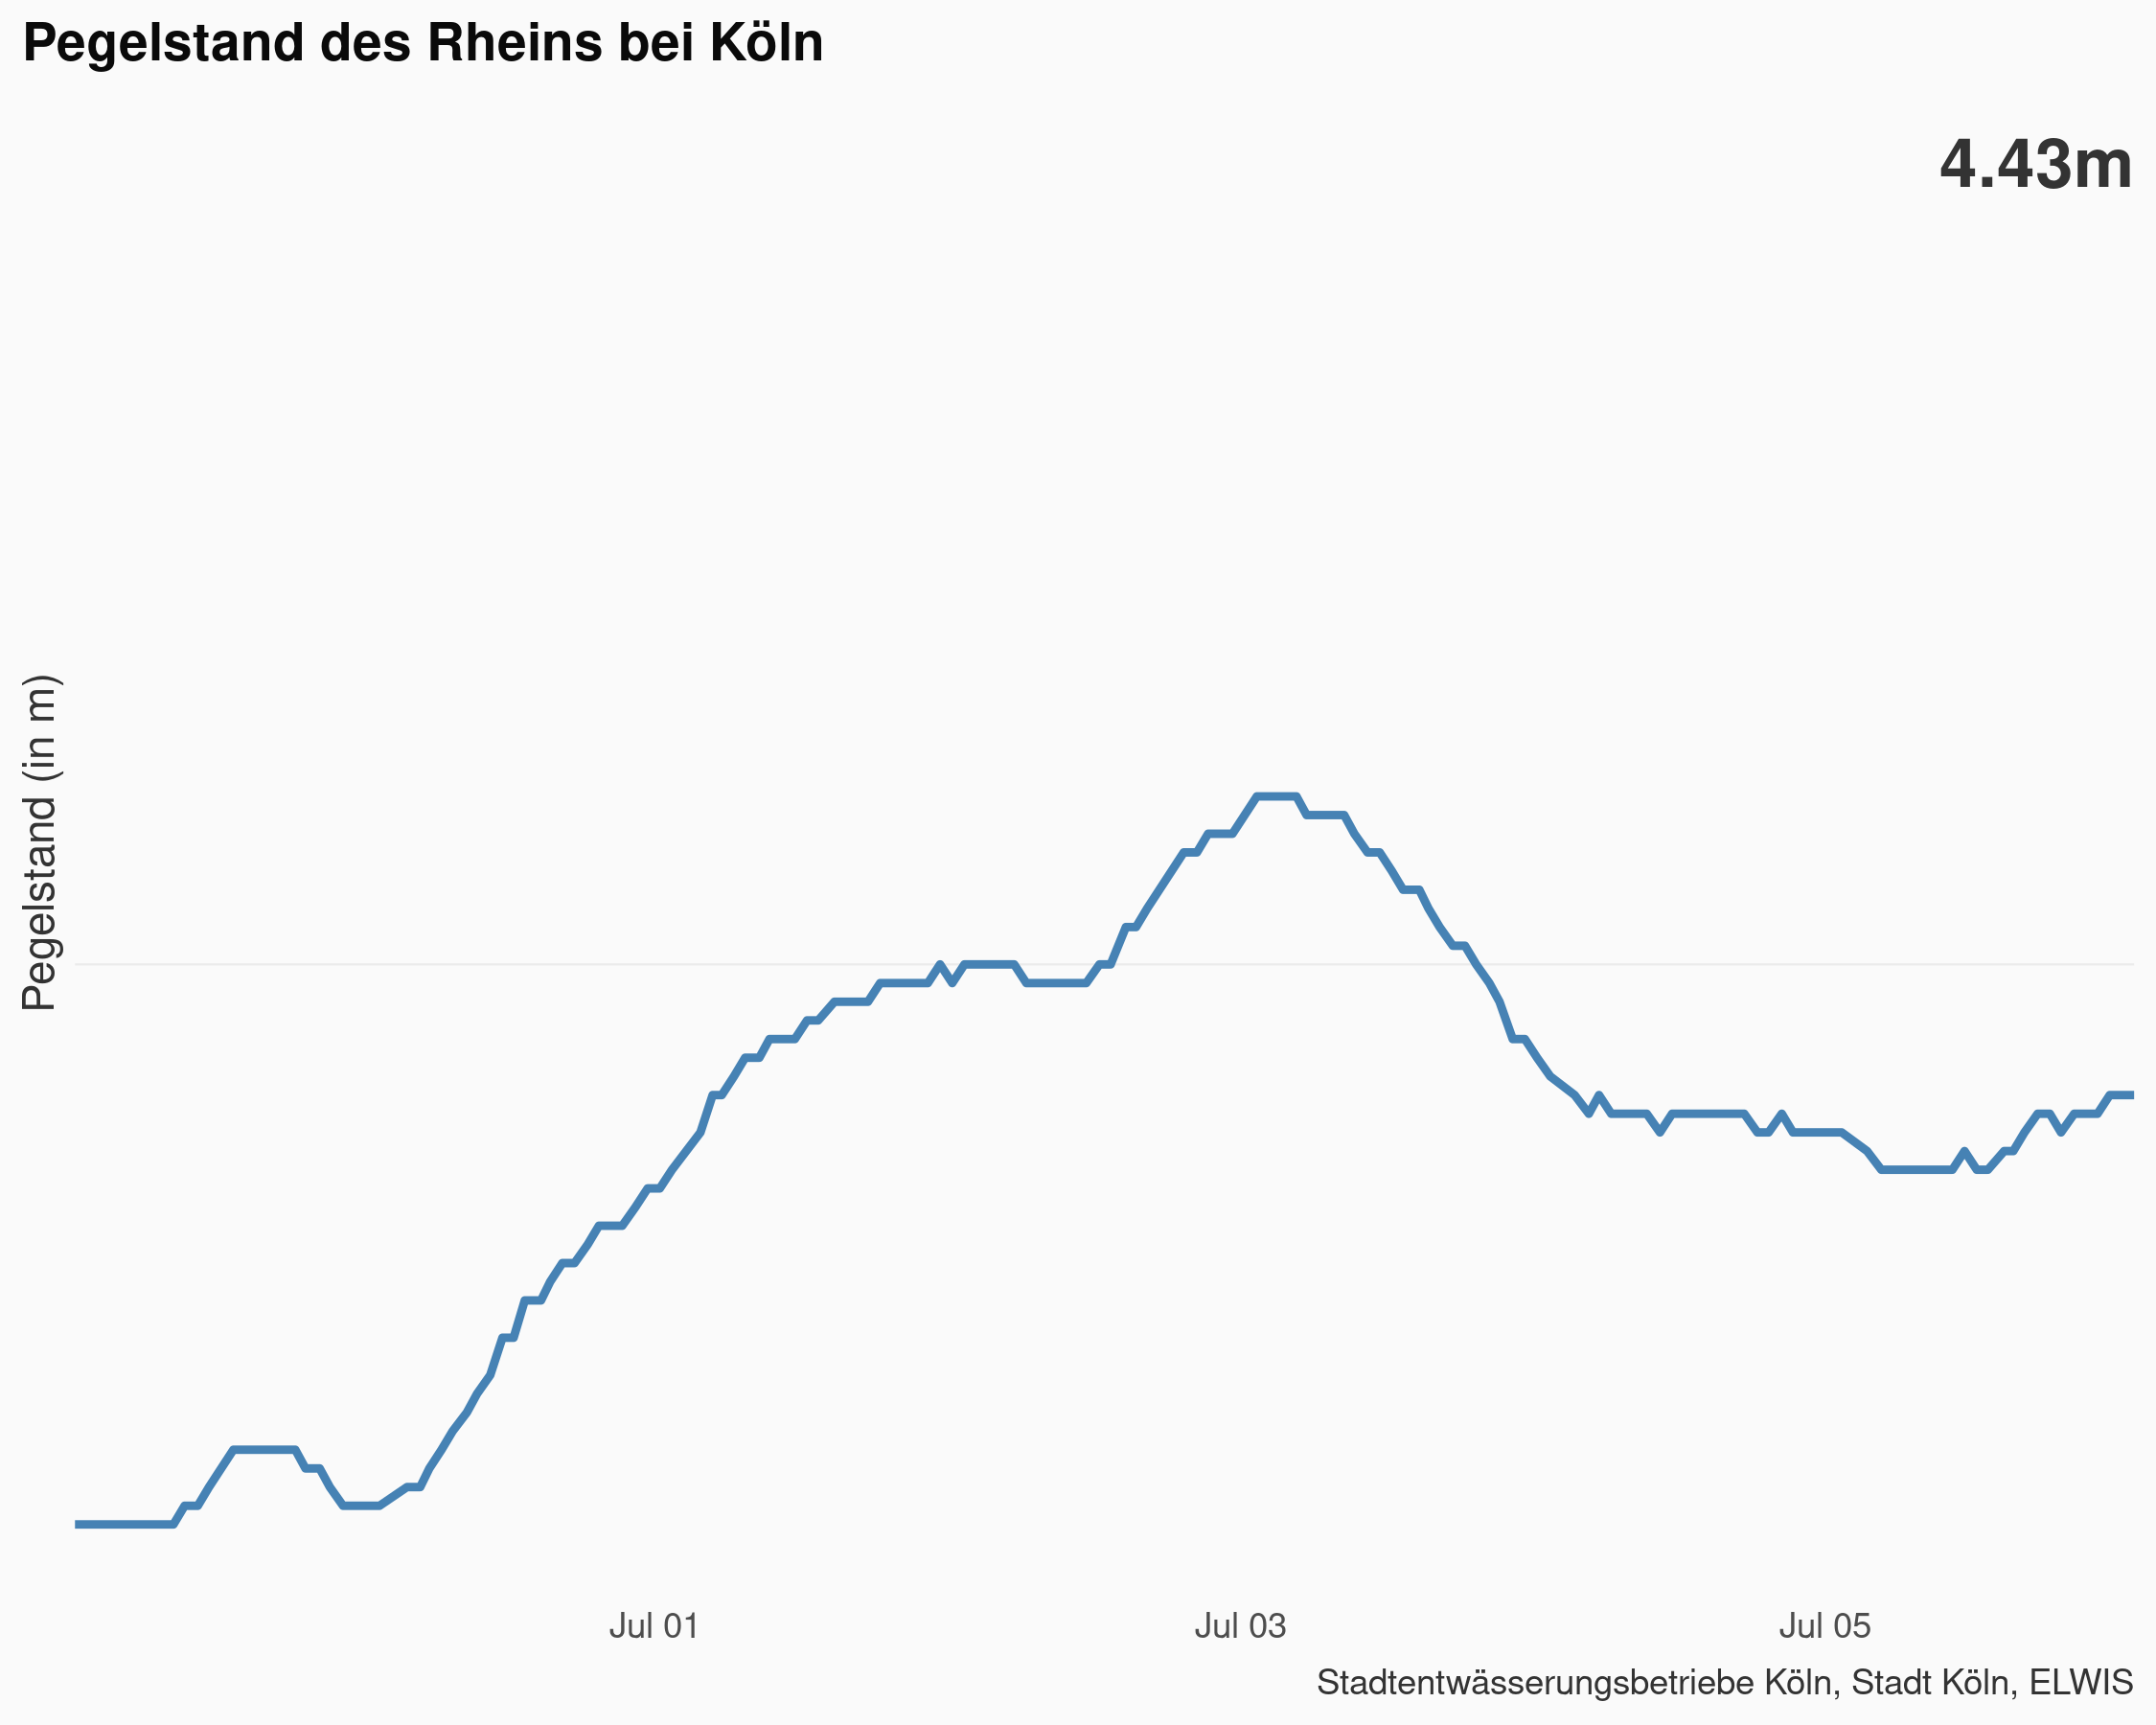 Pegelstand des Rheins bei Köln
4.43m
Pegelstand (in m)
Jul 01
Jul 03
Jul 05
Stadtentwässerungsbetriebe Köln, Stadt Köln, ELWIS